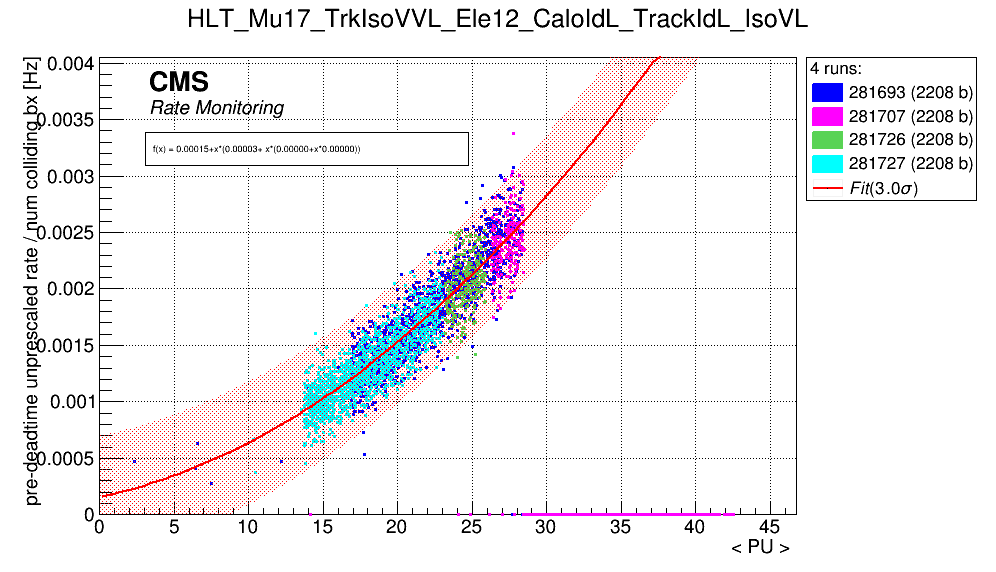 HLT_Mu17_TrkIsoVVL_Ele12_CaloIdL_TrackIdL_IsoVL
pre-deadtime unprescaled rate / num colliding bx [Hz]
0.004
0.0035
0.003
0.0025
0.002
0.0015
0.001
0.0005
0
CMS
Rate Monitoring
f(x) = 0.00015+x*(0.00003+ x*(0.00000+x*0.00000))
4 runs:
281693 (2208 b)
281707 (2208 b)
281726 (2208 b)
281727 (2208 b)
Fit(3.0σ)
0 5 10 15 20 25 30 35 40 45
< PU >